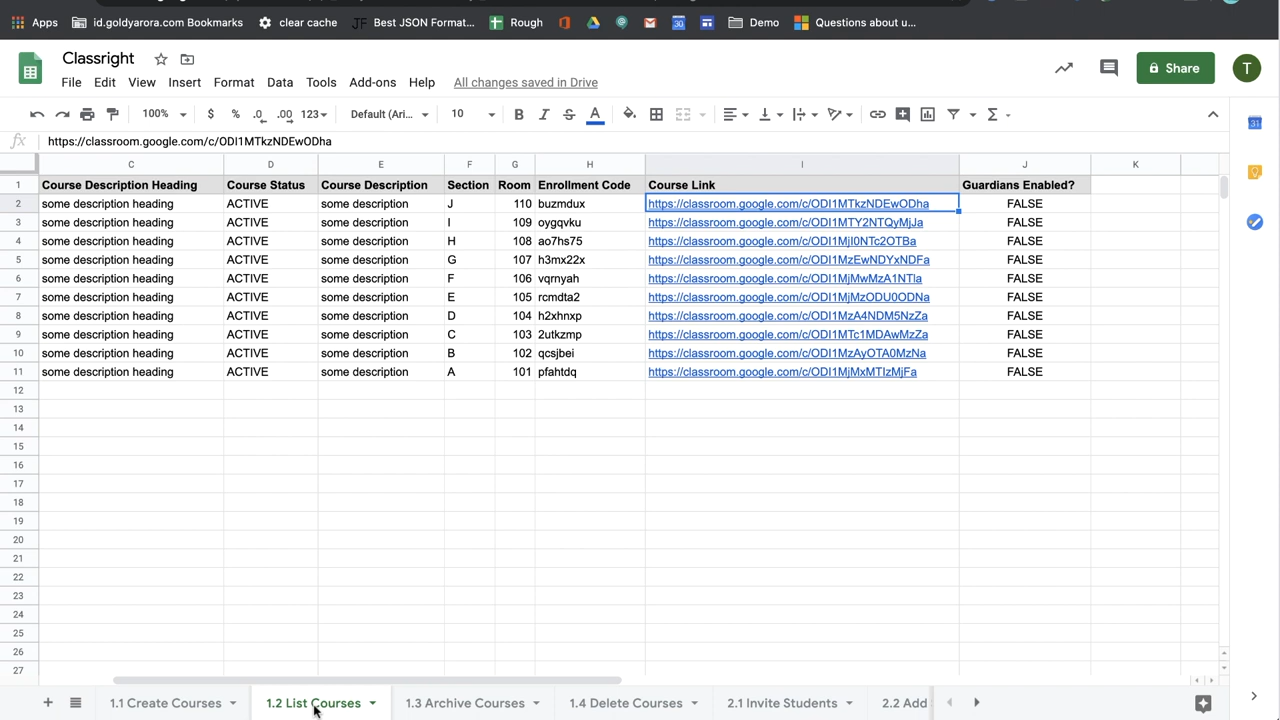 Apps id.goldyarora.com Bookmarks clear cache Best JSON Format... Rough Demo Questions about u...
Classright
File Edit View Insert Format Data Tools Add-ons Help All changes saved in Drive
Share T
100% $ % .0 .00 123 Default (Ari... 10 B I S A
fx https://classroom.google.com/c/ODI1MTkzNDEwODha
C D E F G H I J K
1 Course Description Heading Course Status Course Description Section Room Enrollment Code Course Link Guardians Enabled?
2 some description heading ACTIVE some description J 110 buzmdux https://classroom.google.com/c/ODI1MTkzNDEwODha FALSE
3 some description heading ACTIVE some description I 109 oygqvku https://classroom.google.com/c/ODI1MTY2NTQyMjJa FALSE
4 some description heading ACTIVE some description H 108 ao7hs75 https://classroom.google.com/c/ODI1MjI0NTc2OTBa FALSE
5 some description heading ACTIVE some description G 107 h3mx22x https://classroom.google.com/c/ODI1MzEwNDYxNDFa FALSE
6 some description heading ACTIVE some description F 106 vqrnyah https://classroom.google.com/c/ODI1MjMwMzA1NTla FALSE
7 some description heading ACTIVE some description E 105 rcmdta2 https://classroom.google.com/c/ODI1MjMzODU0ODNa FALSE
8 some description heading ACTIVE some description D 104 h2xhnxp https://classroom.google.com/c/ODI1MzA4NDM5NzZa FALSE
9 some description heading ACTIVE some description C 103 2utkzmp https://classroom.google.com/c/ODI1MTc1MDAwMzZa FALSE
10 some description heading ACTIVE some description B 102 qcsjbei https://classroom.google.com/c/ODI1MzAyOTA0MzNa FALSE
11 some description heading ACTIVE some description A 101 pfahtdq https://classroom.google.com/c/ODI1MjMxMTIzMjFa FALSE
12
13
14
15
16
17
18
19
20
21
22
23
24
25
26
27
1.1 Create Courses 1.2 List Courses 1.3 Archive Courses 1.4 Delete Courses 2.1 Invite Students 2.2 Add